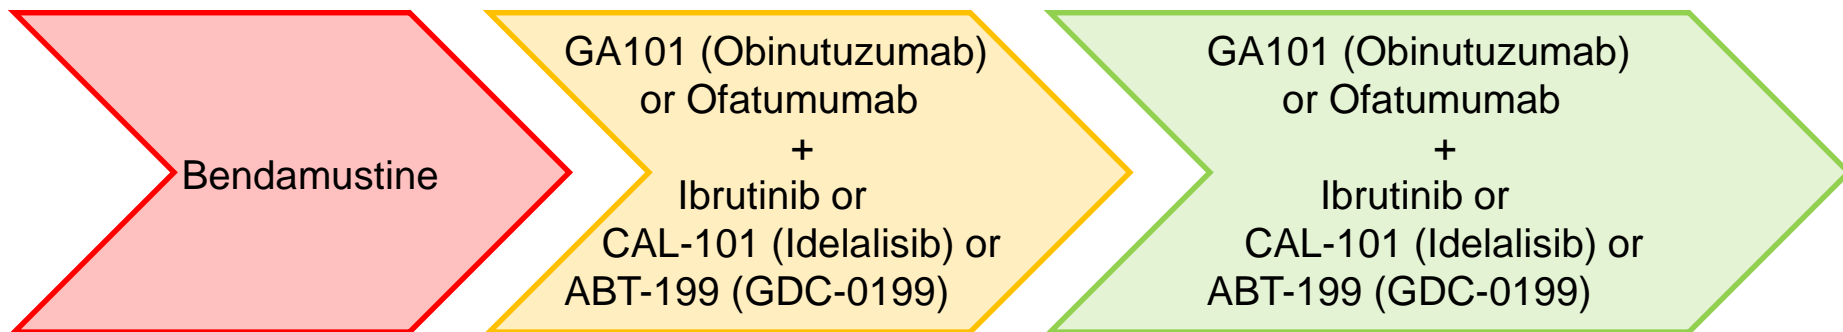 Bendamustine
GA101 (Obinutuzumab)
or Ofatumumab
+
Ibrutinib or
CAL-101 (Idelalisib) or
ABT-199 (GDC-0199)
GA101 (Obinutuzumab)
or Ofatumumab
+
Ibrutinib or
CAL-101 (Idelalisib) or
ABT-199 (GDC-0199)